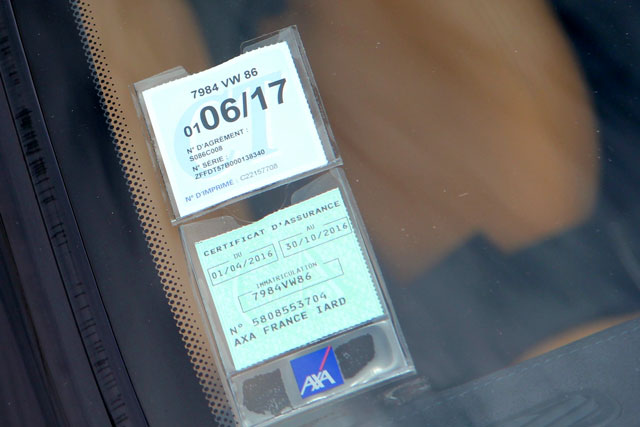 7984 VW 86
01 06/17
N° D'AGRÉMENT :
S086C008
N° SÉRIE :
ZFFDT57B000138340
N° D'IMPRIMÉ : C22157708
CERTIFICAT D'ASSURANCE
DU AU
01/04/2016 30/10/2016
IMMATRICULATION
7984VW86
N° 5808553704
AXA FRANCE IARD
AXA